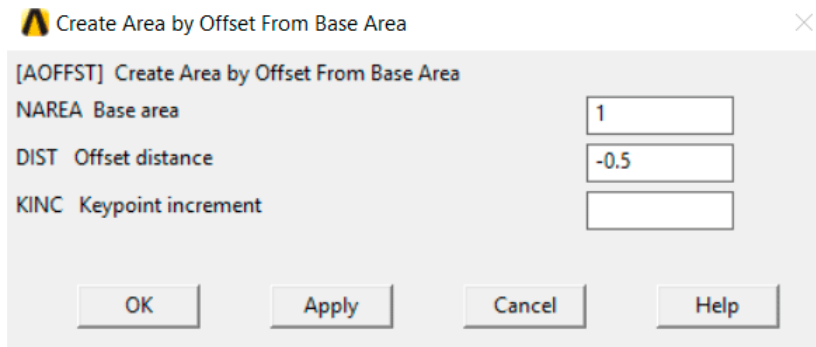 Create Area by Offset From Base Area
[AOFFST] Create Area by Offset From Base Area
NAREA Base area 1
DIST Offset distance -0.5
KINC Keypoint increment
OK Apply Cancel Help